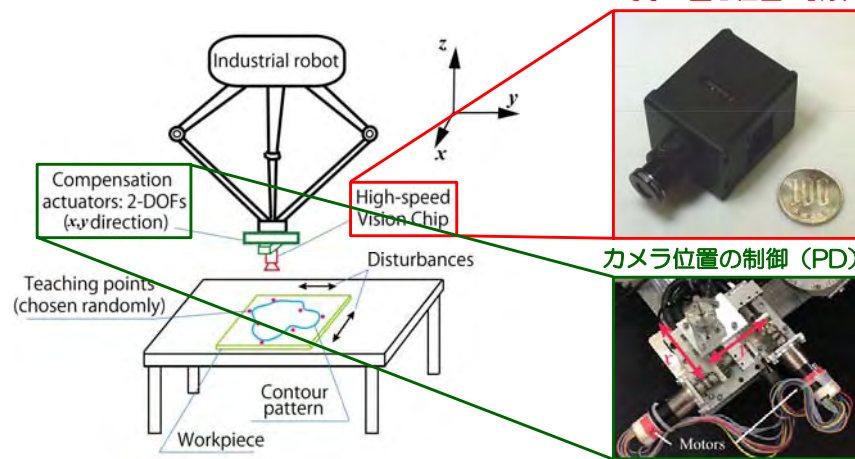 Industrial robot
z
y
x
Compensation
actuators: 2-DOFs
(x,y direction)
High-speed
Vision Chip
Disturbances
Teaching points
(chosen randomly)
Contour
pattern
Workpiece
100
カメラ位置の制御（PD）
x
Motors